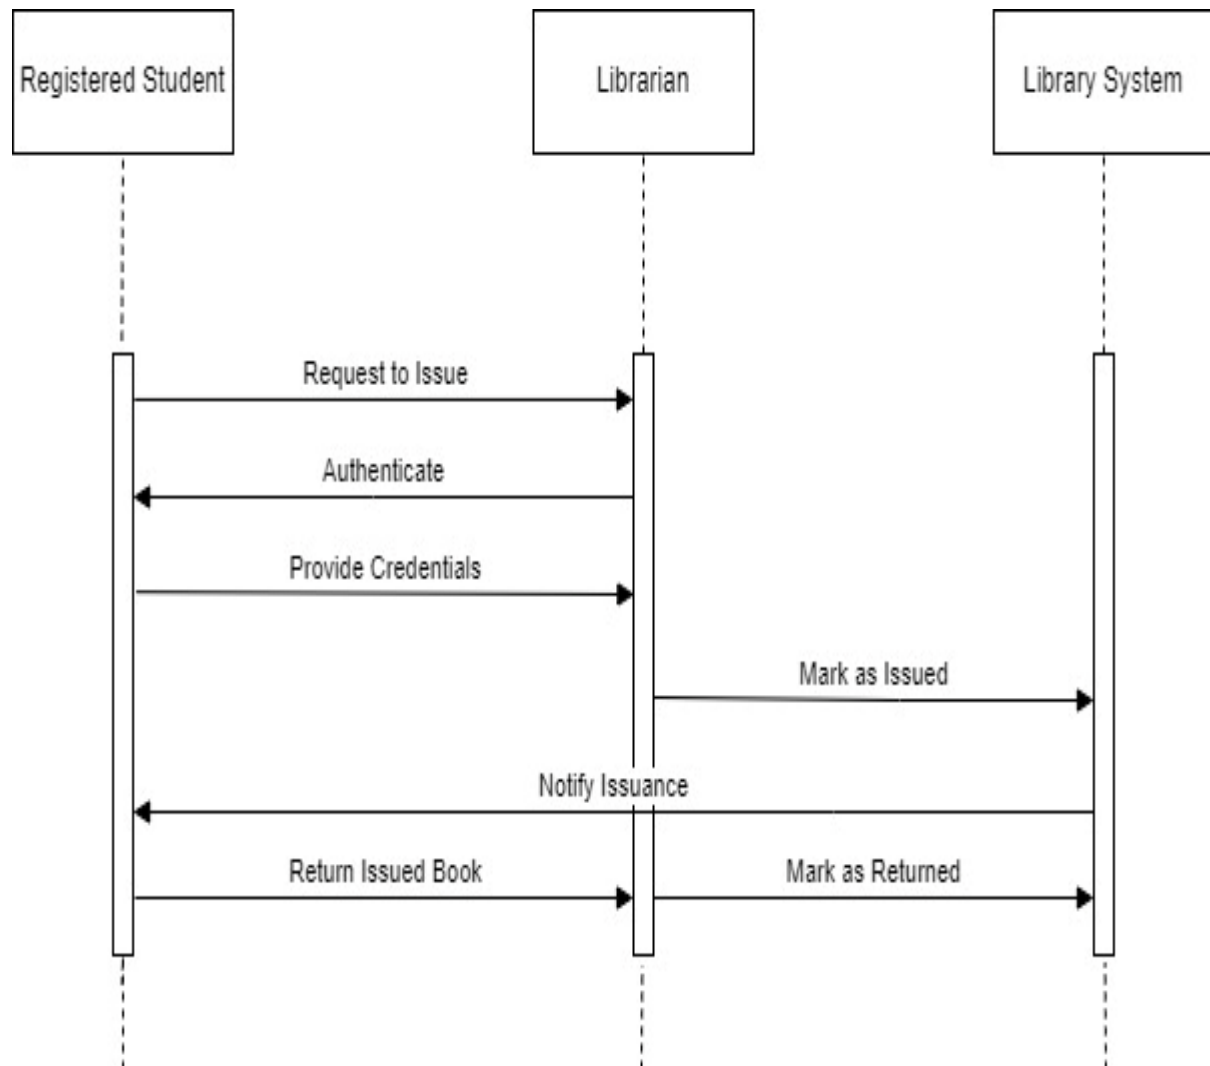 Registered Student
Librarian
Library System
Request to Issue
Authenticate
Provide Credentials
Mark as Issued
Notify Issuance
Return Issued Book
Mark as Returned